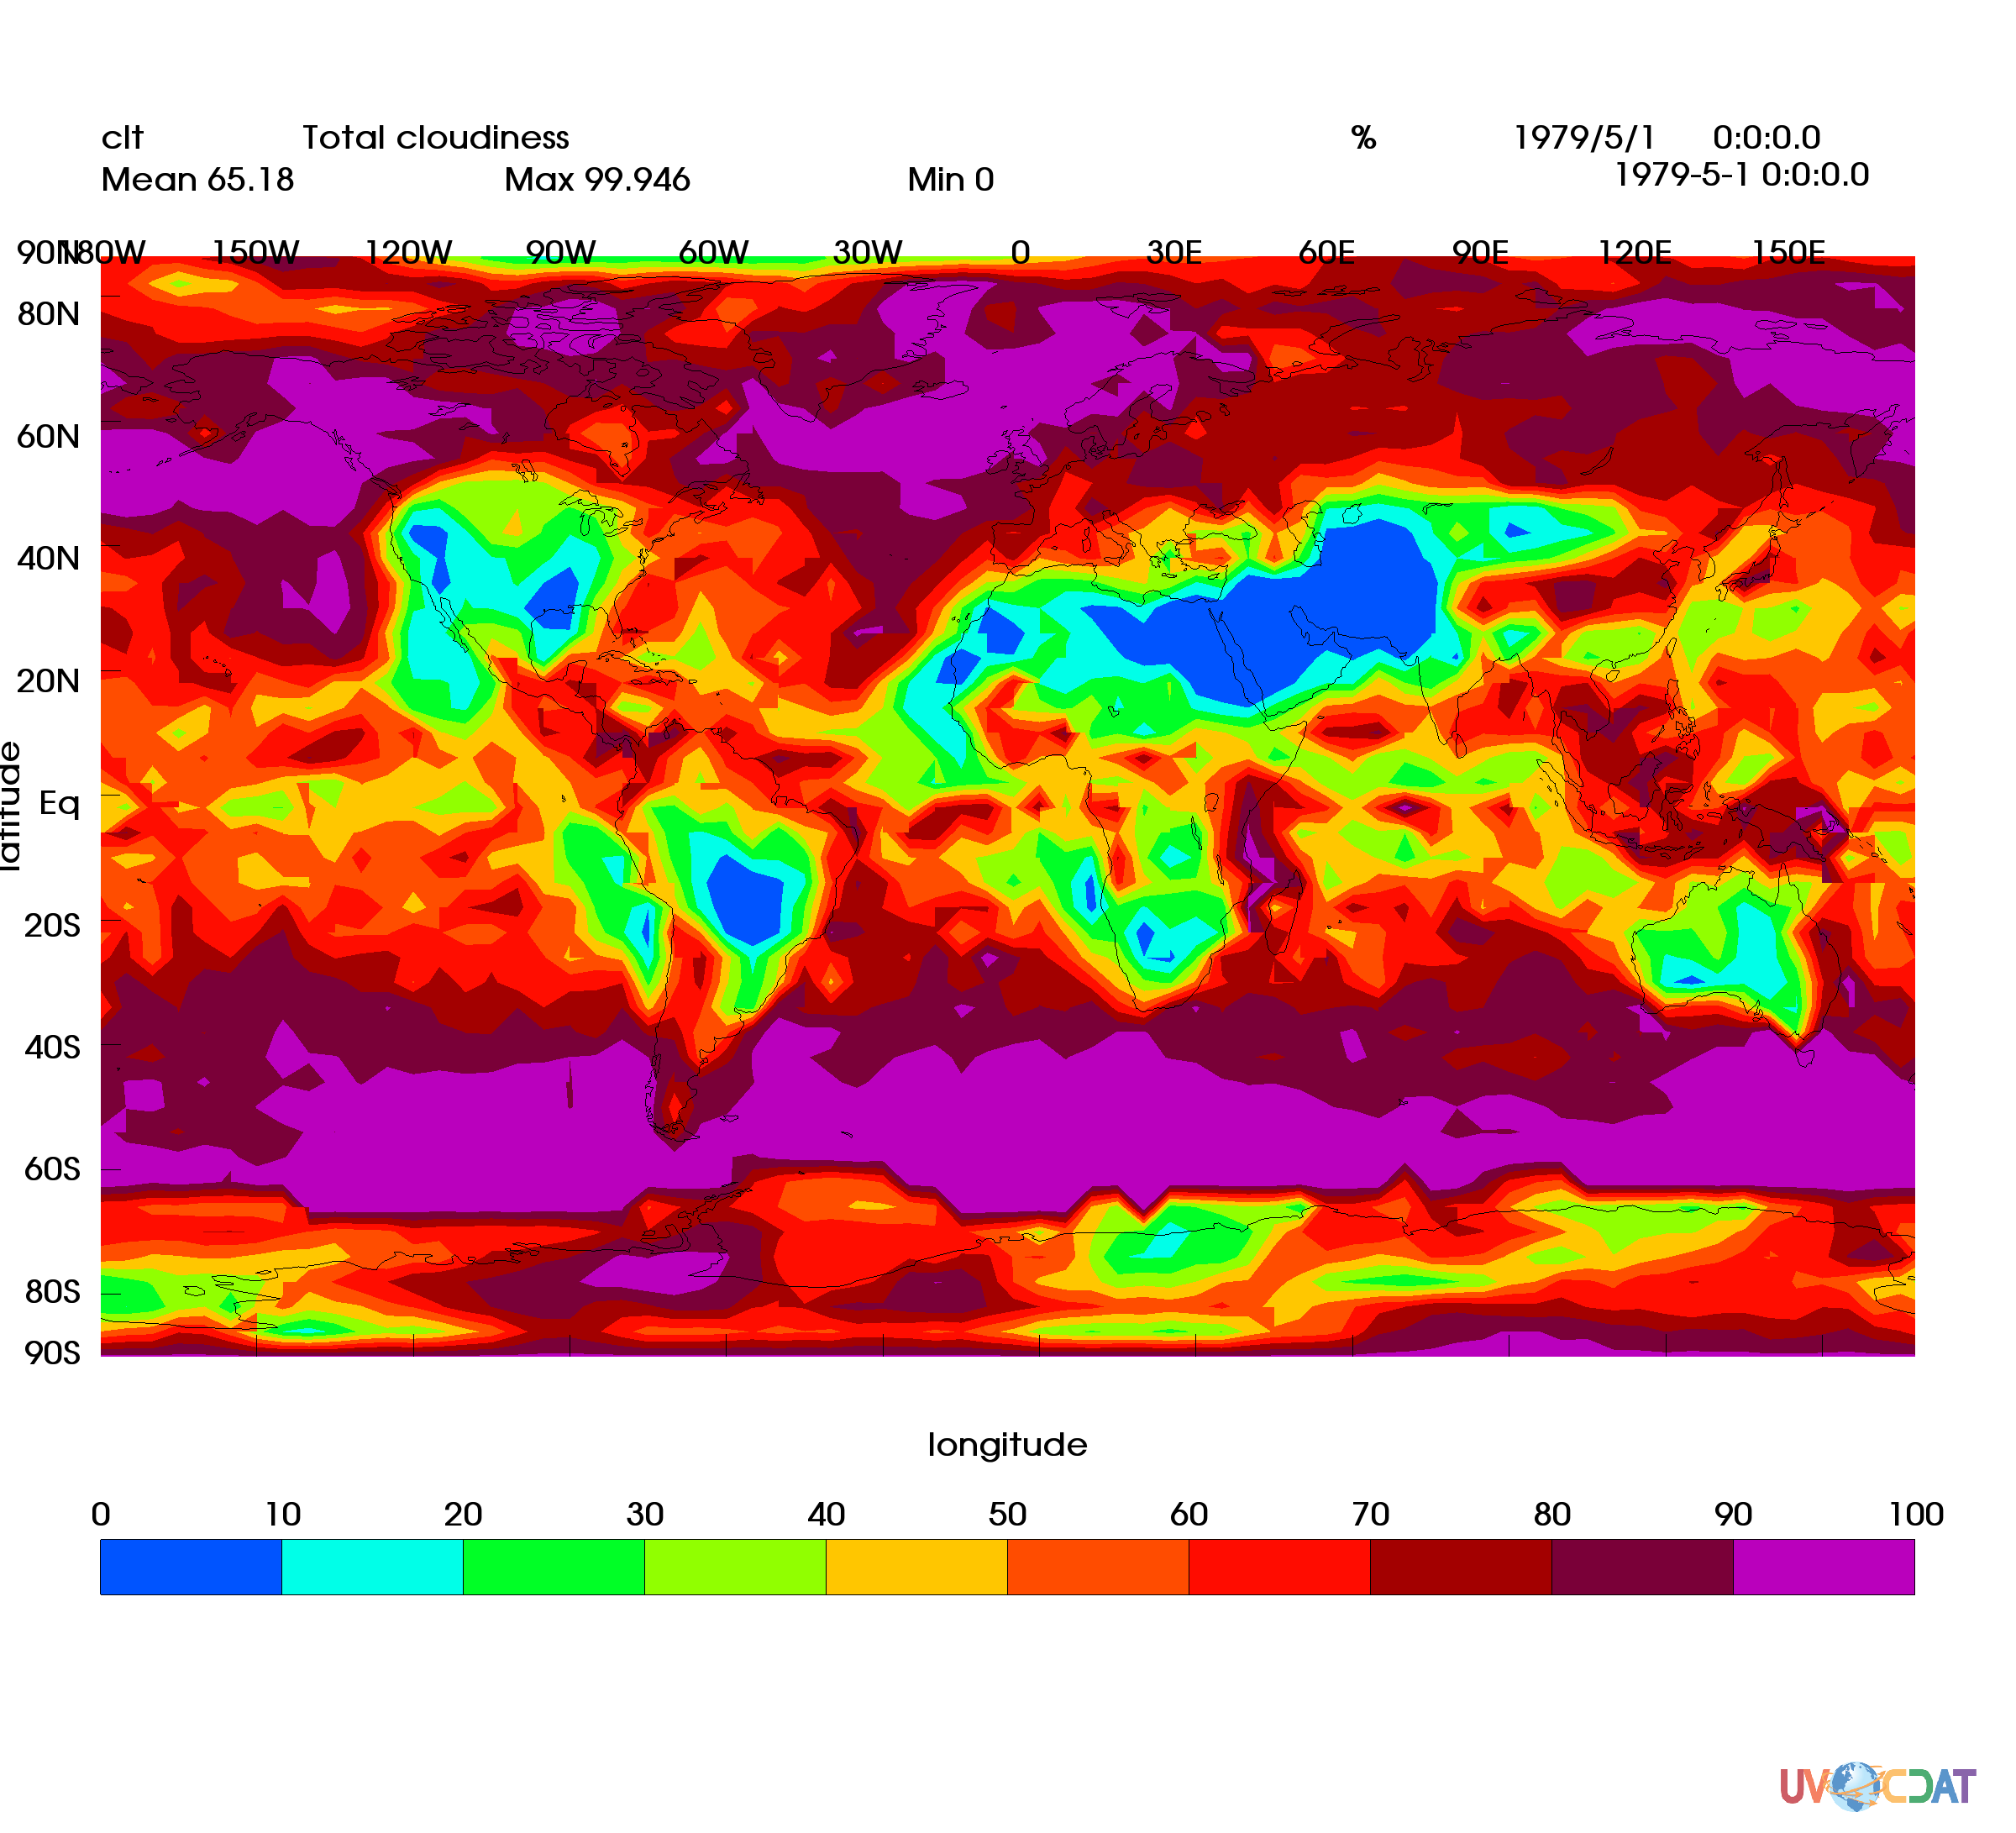 clt Total cloudiness % 1979/5/1 0:0:0.0
Mean 65.18 Max 99.946 Min 0 1979-5-1 0:0:0.0
180W 150W 120W 90W 60W 30W 0 30E 60E 90E 120E 150E
90N
80N
60N
40N
20N
Eq
20S
40S
60S
80S
90S
latitude
longitude
0 10 20 30 40 50 60 70 80 90 100
UV CDAT